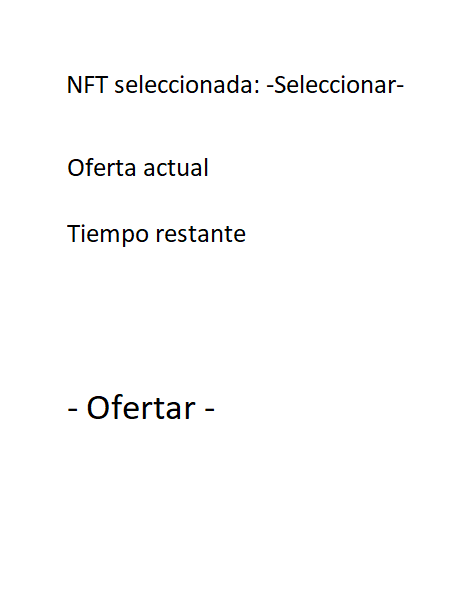 NFT seleccionada: -Seleccionar-
Oferta actual
Tiempo restante
- Ofertar -